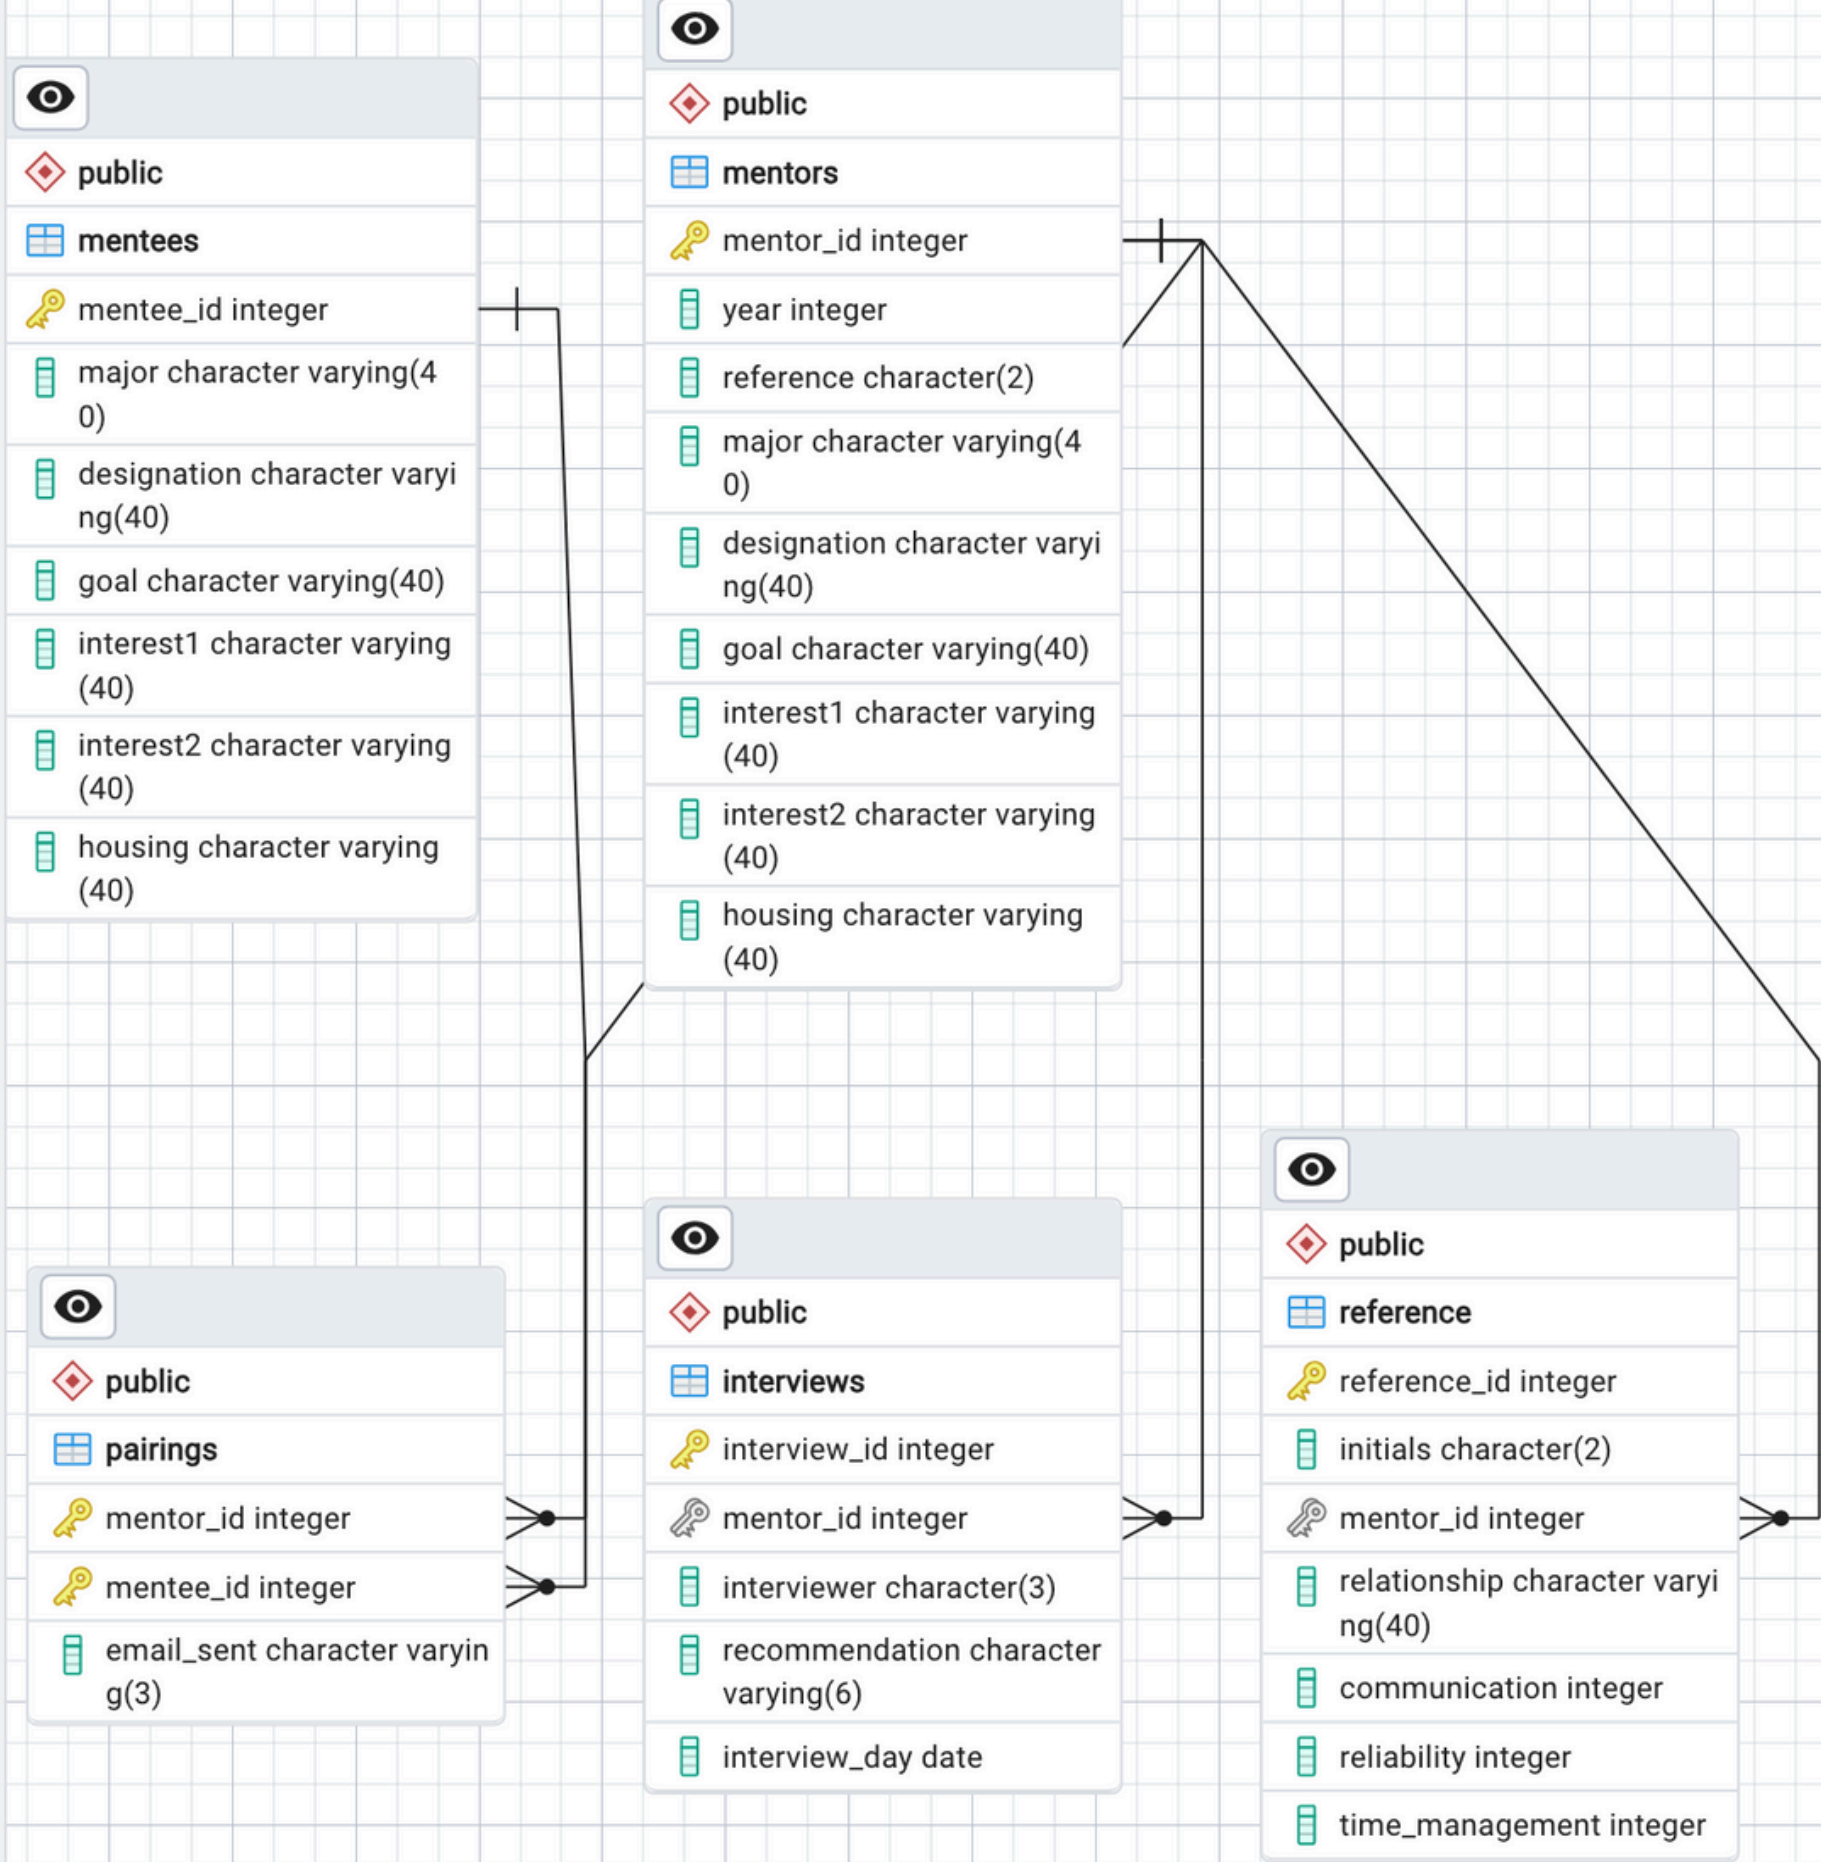 public
mentees
mentee_id integer
major character varying(4
0)
designation character varyi
ng(40)
goal character varying(40)
interest1 character varying
(40)
interest2 character varying
(40)
housing character varying
(40)
public
mentors
mentor_id integer
year integer
reference character(2)
major character varying(4
0)
designation character varyi
ng(40)
goal character varying(40)
interest1 character varying
(40)
interest2 character varying
(40)
housing character varying
(40)
public
pairings
mentor_id integer
mentee_id integer
email_sent character varyin
g(3)
public
interviews
interview_id integer
mentor_id integer
interviewer character(3)
recommendation character
varying(6)
interview_day date
public
reference
reference_id integer
initials character(2)
mentor_id integer
relationship character varyi
ng(40)
communication integer
reliability integer
time_management integer